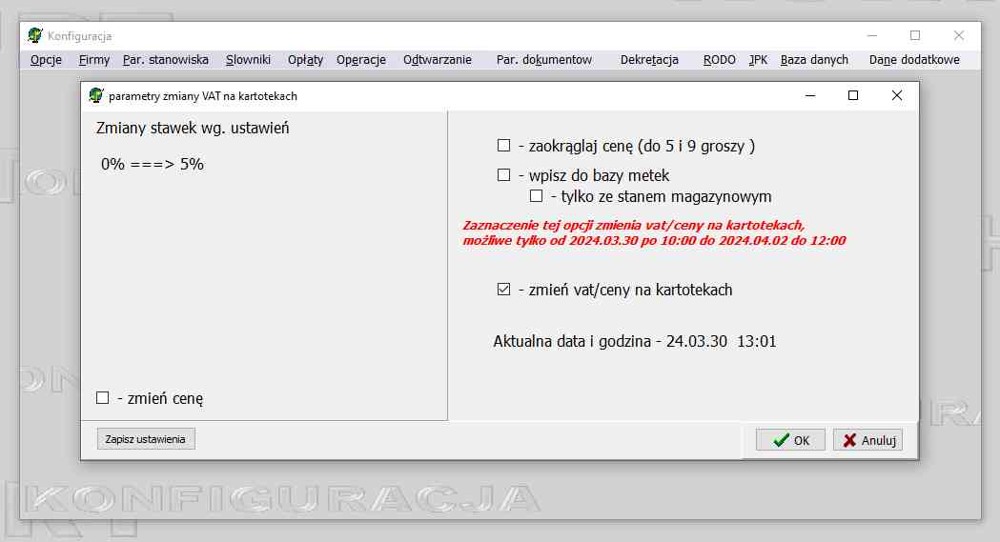 Konfiguracja
Opcje Firmy Par. stanowiska Slowniki Opłaty Operacje Odtwarzanie Par. dokumentow Dekretacja RODO JPK Baza danych Dane dodatkowe
parametry zmiany VAT na kartotekach
Zmiany stawek wg. ustawień
0% ===> 5%
- zmień cenę
- zaokrąglaj cenę (do 5 i 9 groszy )
- wpisz do bazy metek
- tylko ze stanem magazynowym
Zaznaczenie tej opcji zmienia vat/ceny na kartotekach,
możliwe tylko od 2024.03.30 po 10:00 do 2024.04.02 do 12:00
- zmień vat/ceny na kartotekach
Aktualna data i godzina - 24.03.30 13:01
Zapisz ustawienia
OK
Anuluj
KONFIGURACJA